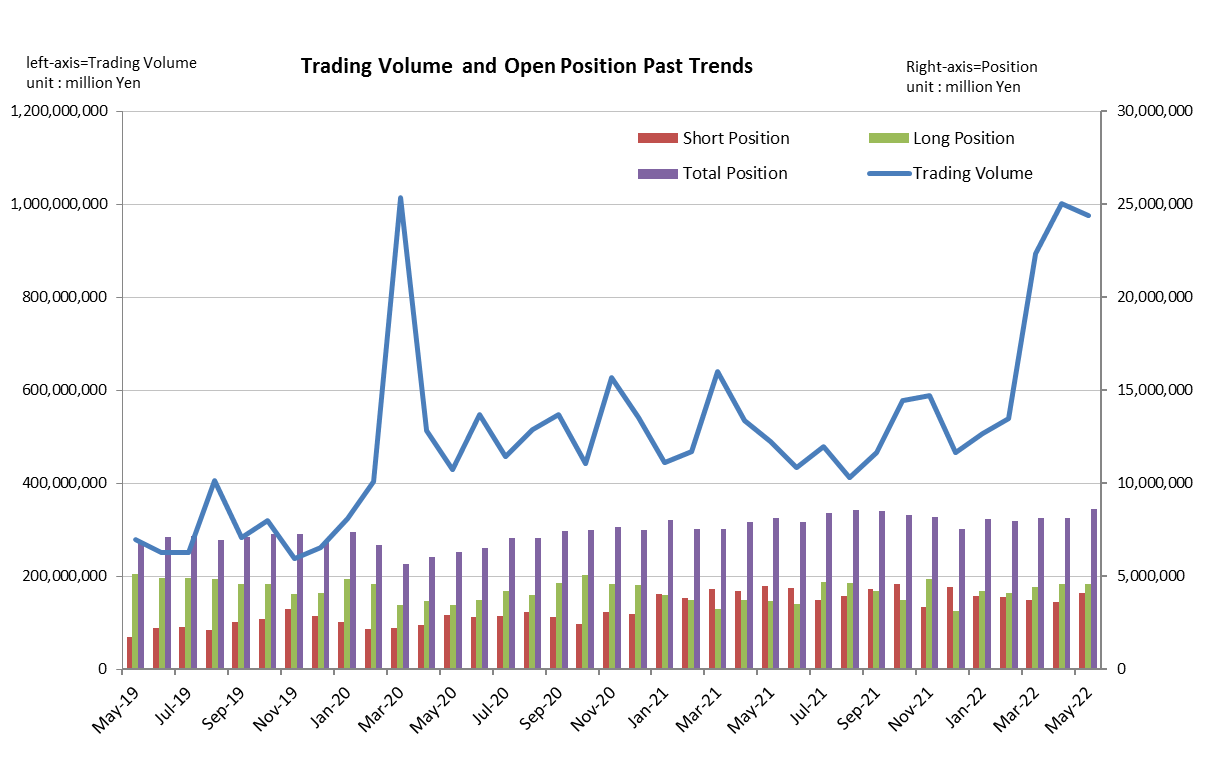 left-axis=Trading Volume
unit : million Yen
Trading Volume and Open Position Past Trends
Right-axis=Position
unit : million Yen
1,200,000,000
1,000,000,000
800,000,000
600,000,000
400,000,000
200,000,000
0
30,000,000
25,000,000
20,000,000
15,000,000
10,000,000
5,000,000
0
Short Position
Long Position
Total Position
Trading Volume
May-19
Jul-19
Sep-19
Nov-19
Jan-20
Mar-20
May-20
Jul-20
Sep-20
Nov-20
Jan-21
Mar-21
May-21
Jul-21
Sep-21
Nov-21
Jan-22
Mar-22
May-22